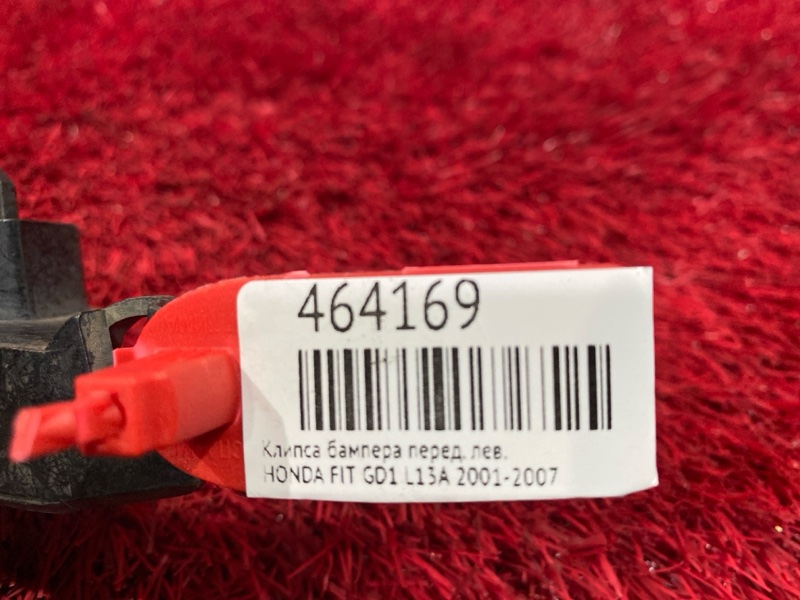 464169
Клипса бампера перед. лев.
HONDA FIT GD1 L13A 2001-2007